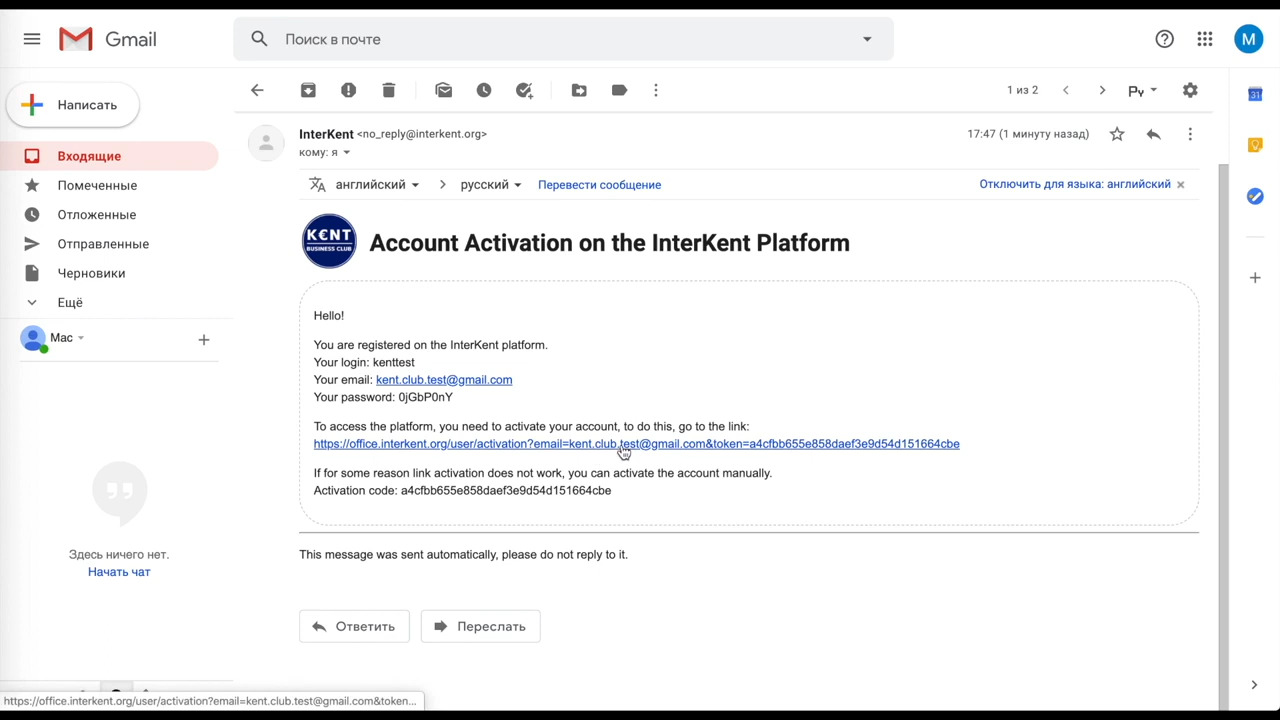 Gmail
Поиск в почте
M
Написать
1 из 2
Ру
31
Входящие
Помеченные
Отложенные
Отправленные
Черновики
Ещё
Mac
Здесь ничего нет.
Начать чат
InterKent <no_reply@interkent.org>
17:47 (1 минуту назад)
кому: я
английский
русский
Перевести сообщение
Отключить для языка: английский
K€NT
BUSINESS CLUB
Account Activation on the InterKent Platform
Hello!
You are registered on the InterKent platform.
Your login: kenttest
Your email: kent.club.test@gmail.com
Your password: 0jGbP0nY
To access the platform, you need to activate your account, to do this, go to the link:
https://office.interkent.org/user/activation?email=kent.club.test@gmail.com&token=a4cfbb655e858daef3e9d54d151664cbe
If for some reason link activation does not work, you can activate the account manually.
Activation code: a4cfbb655e858daef3e9d54d151664cbe
This message was sent automatically, please do not reply to it.
Ответить
Переслать
https://office.interkent.org/user/activation?email=kent.club.test@gmail.com&token...